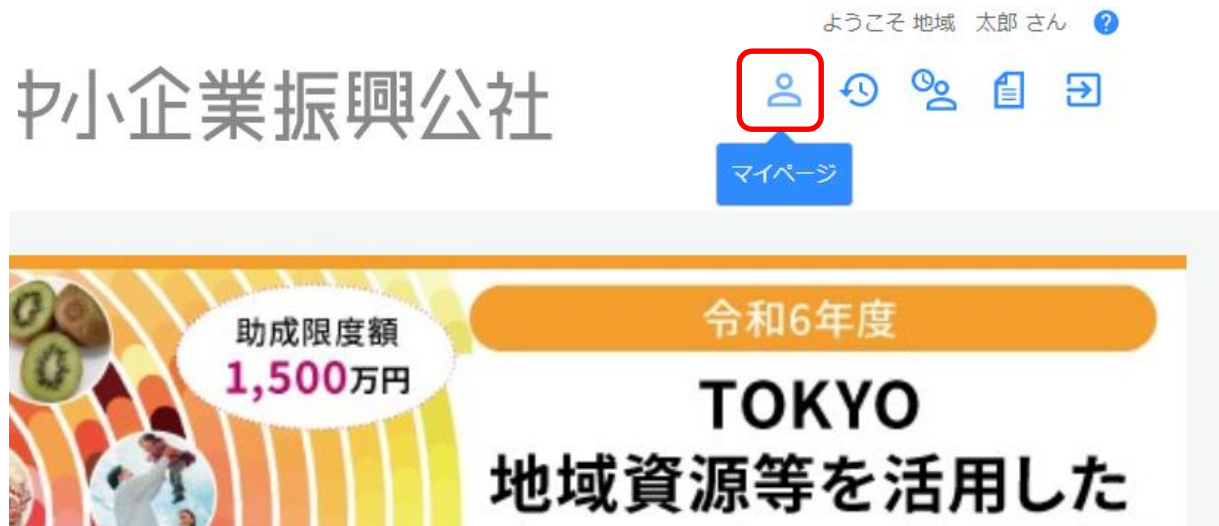 ようこそ 地域　太郎 さん ?
中小企業振興公社
マイページ
助成限度額
1,500万円
令和6年度
TOKYO
地域資源等を活用した